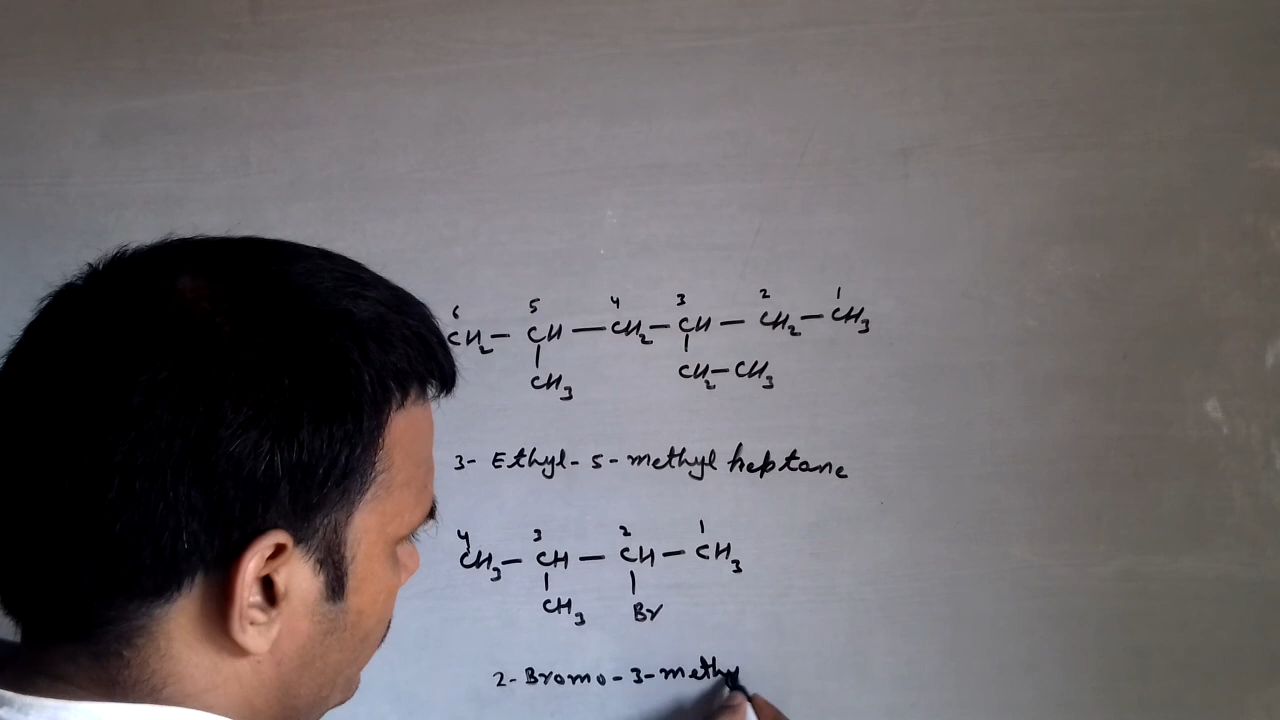 6 5 4 3 2 1
CH2 – CH – CH2 – CH – CH2 – CH3
CH3 CH2 – CH3
3- Ethyl - 5 - methyl heptane
4 3 2 1
CH3 – CH – CH – CH3
CH3 Br
2- Bromo - 3 - methy